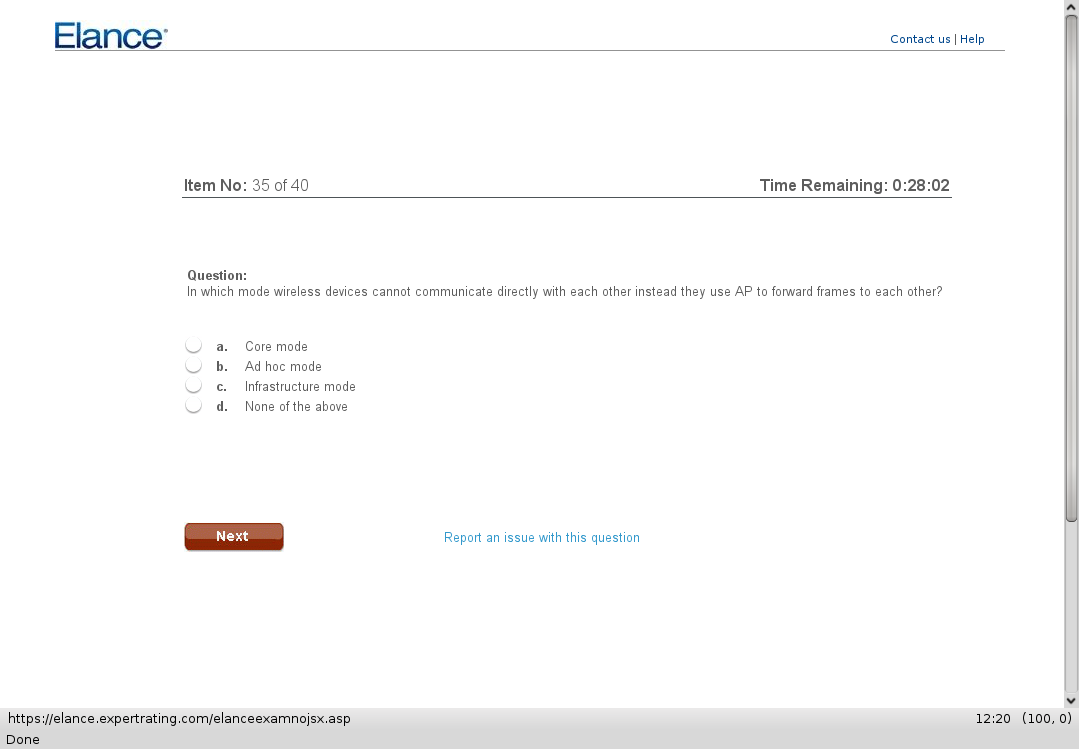 Elance®
Contact us | Help
Item No: 35 of 40 Time Remaining: 0:28:02
Question:
In which mode wireless devices cannot communicate directly with each other instead they use AP to forward frames to each other?
a. Core mode
b. Ad hoc mode
c. Infrastructure mode
d. None of the above
Next Report an issue with this question
https://elance.expertrating.com/elanceexamnojsx.asp 12:20 (100, 0)
Done